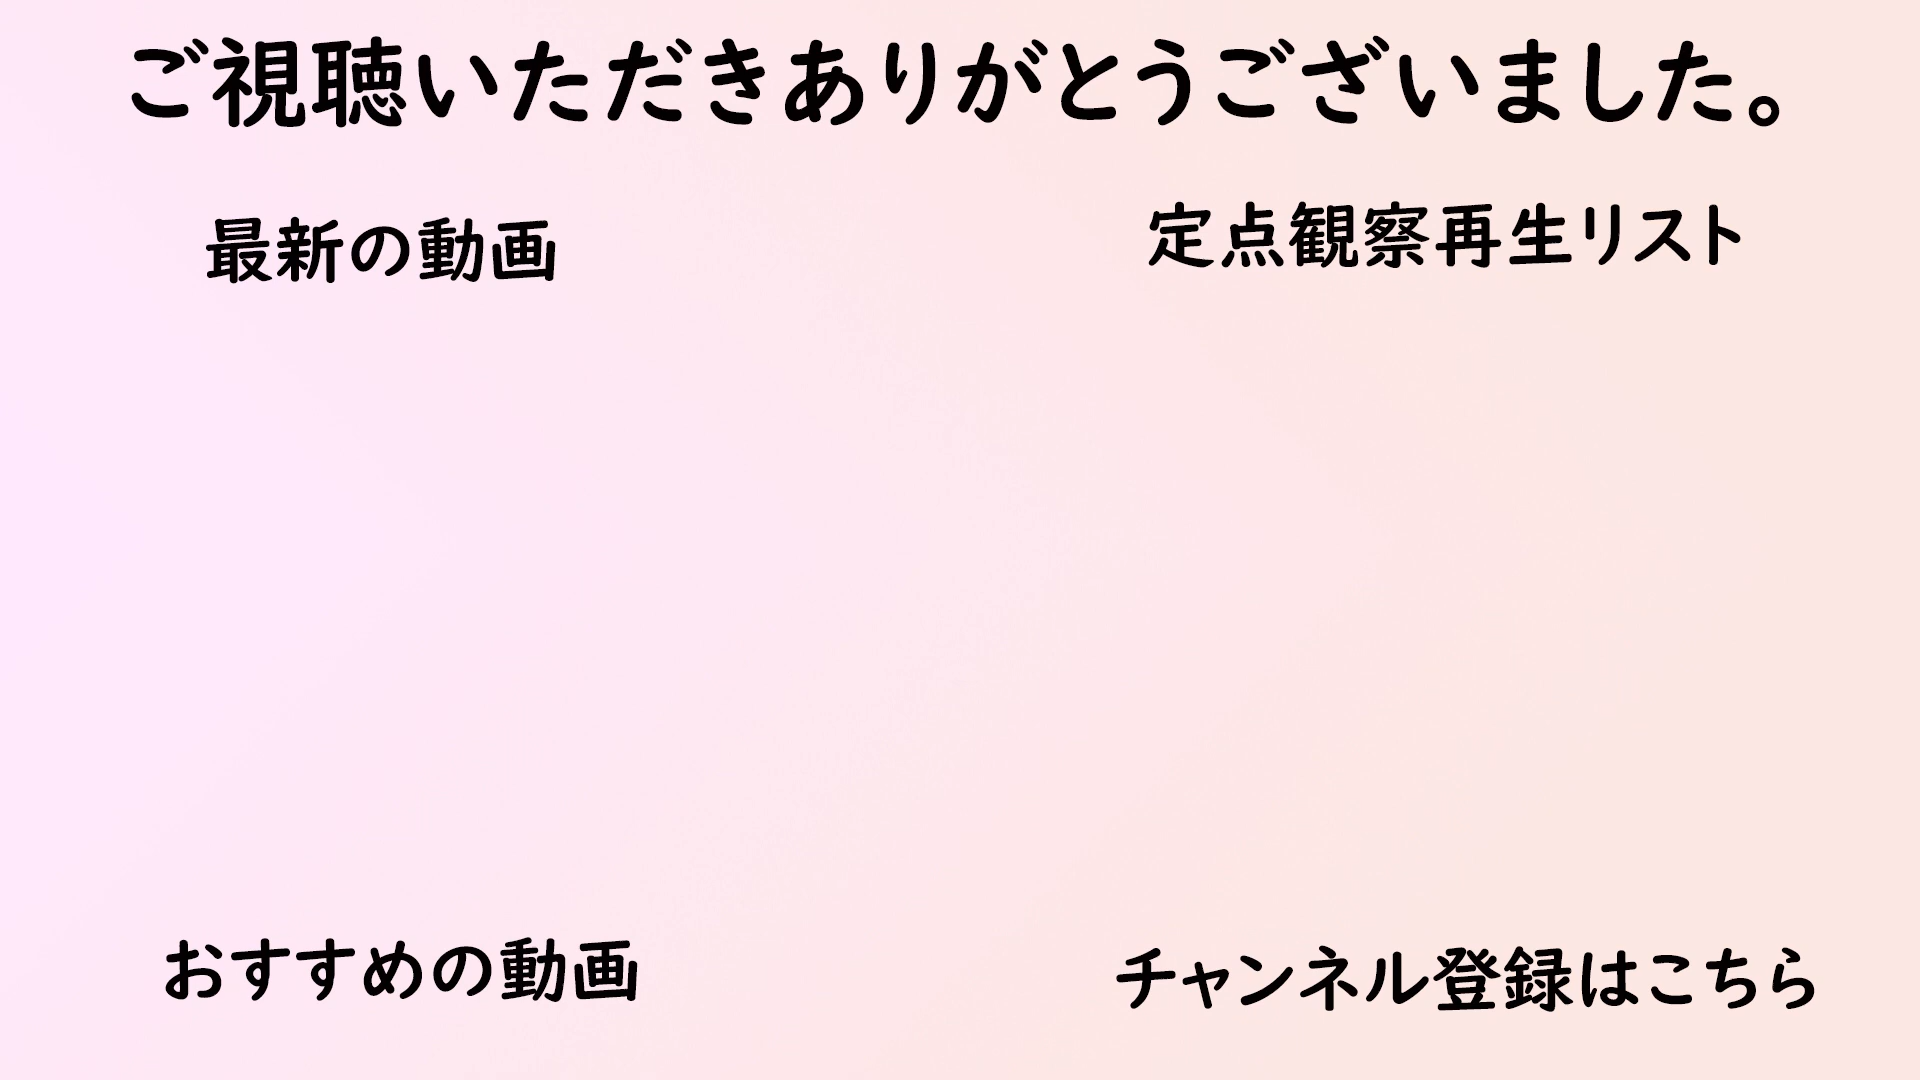 ご視聴いただきありがとうございました。
最新の動画
定点観察再生リスト
おすすめの動画
チャンネル登録はこちら